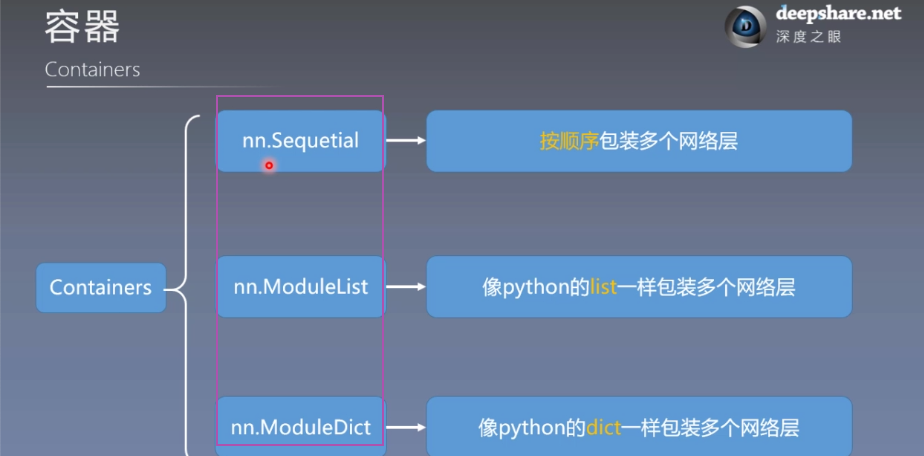 容器
Containers
deepshare.net
深度之眼
Containers
nn.Sequetial
按顺序包装多个网络层
nn.ModuleList
像python的list一样包装多个网络层
nn.ModuleDict
像python的dict一样包装多个网络层